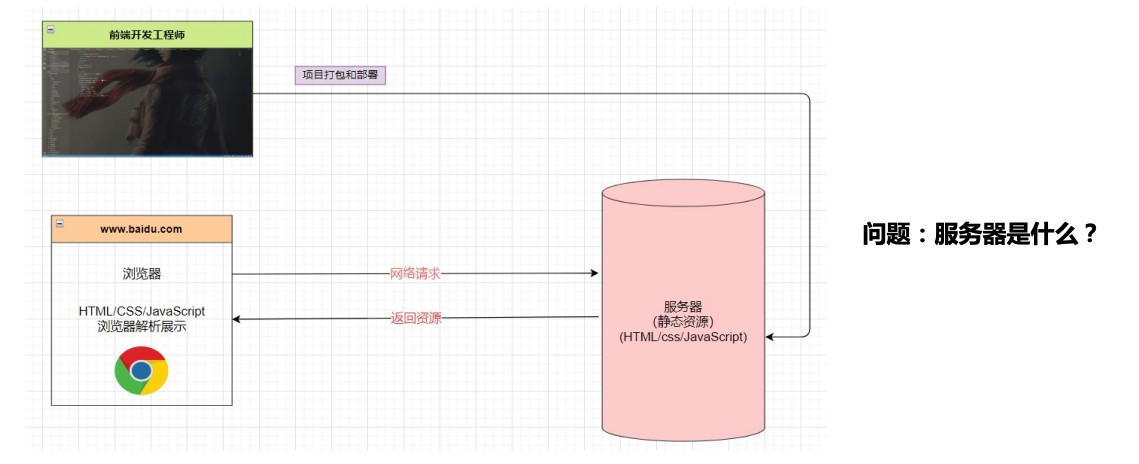 前端开发工程师
项目打包和部署
www.baidu.com
浏览器
HTML/CSS/JavaScript
浏览器解析展示
网络请求
返回资源
服务器
(静态资源)
(HTML/css/JavaScript)
问题：服务器是什么？